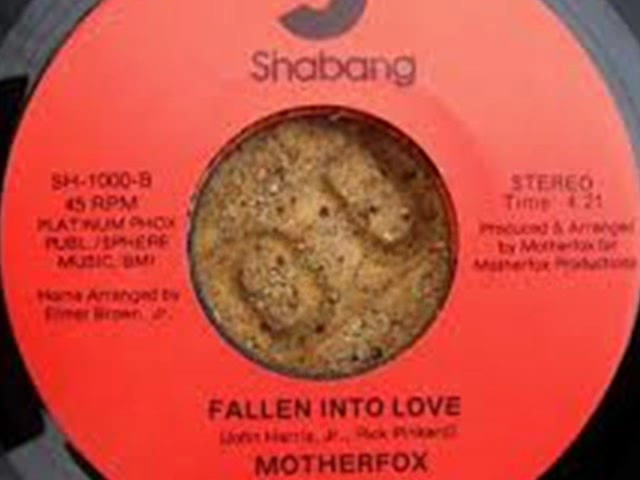 Shabang
SH-1000-B
45 RPM
PLATINUM PHOX
PUBL./SPHERE
MUSIC, BMI
Horns Arranged by
Elmer Brown, Jr.
STEREO
Time: 4:21
Produced & Arranged
by Motherfox for
Motherfox Productions
FALLEN INTO LOVE
(John Harris, Jr., Rick Pinkard)
MOTHERFOX